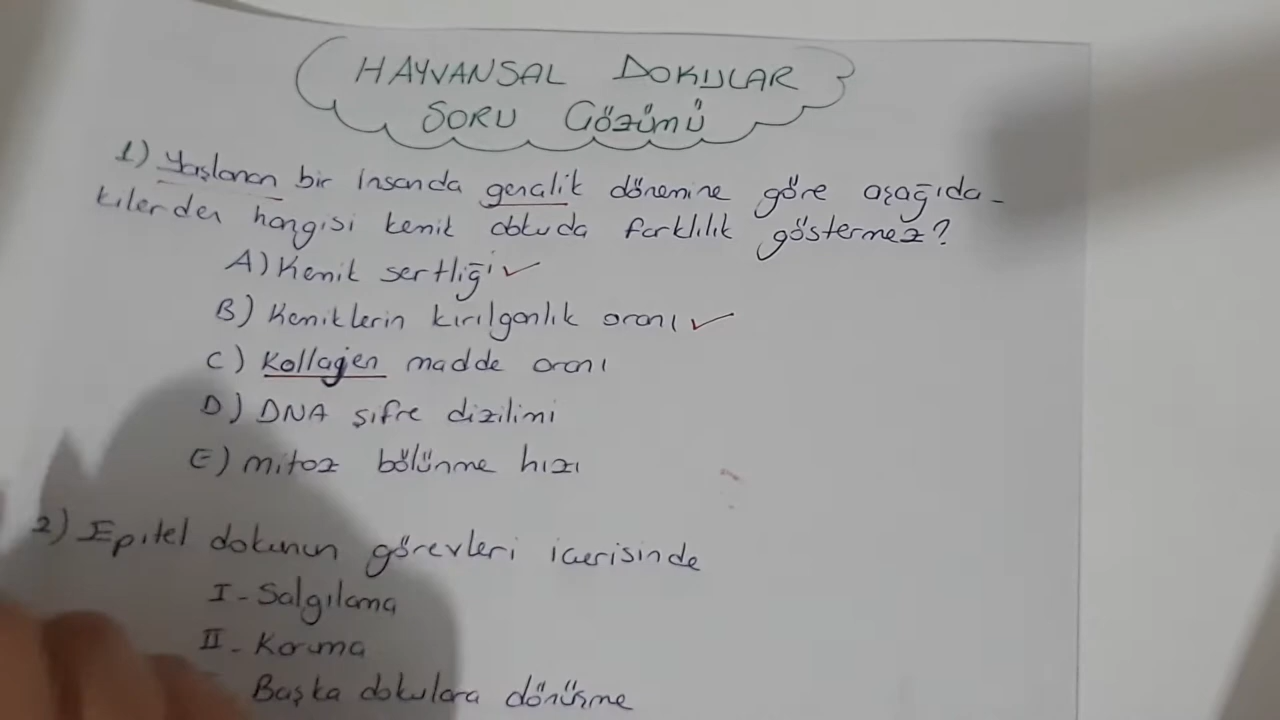 HAYVANSAL DOKULAR
SORU Çözümü
1) Yaşlanan bir insanda gençlik dönemine göre aşağıda-
kilerden hangisi kemik dokuda farklılık göstermez?
A) Kemik sertliği ✓
B) Kemiklerin kırılganlık oranı ✓
C) Kollagen madde oranı
D) DNA şifre dizilimi
E) mitoz bölünme hızı
2) Epitel dokunun görevleri içerisinde
I - Salgılama
II - Koruma
Başka dokulara dönüşme